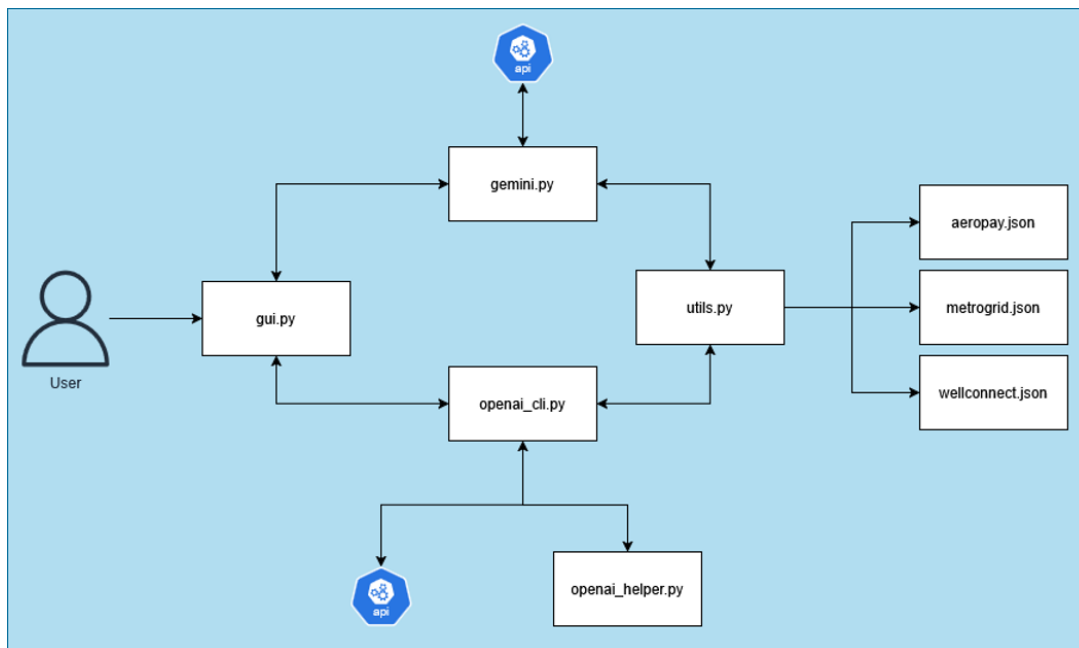 api
gemini.py
aeropay.json
gui.py
utils.py
metrogrid.json
User
openai_cli.py
wellconnect.json
api
openai_helper.py